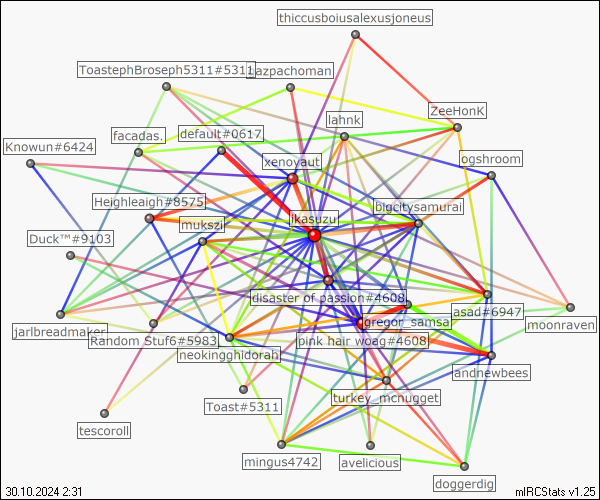 thiccusboiusalexusjoneus
ToastephBroseph5311#5311
azpachoman
ZeeHonK
lahnk
facadas.
default#0617
Knowun#6424
xenoyaut
ogshroom
Heighleaigh#8575
bigcitysamurai
ikasuzu
mukszii
Duck™#9103
disaster of passion#4608
asad#6947
gregor_samsa
moonraven
jarlbreadmaker
Random Stuf6#5983
pink hair woag#4608
neokingghidorah
andnewbees
turkey_mcnugget
Toast#5311
tescoroll
mingus4742
avelicious
doggerdig
30.10.2024 2:31
mIRCStats v1.25